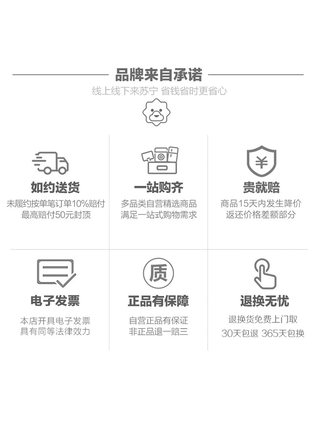 品牌来自承诺
线上线下来苏宁 省钱省时更省心
如约送货
未履约按单笔订单10%赔付
最高赔付50元封顶
一站购齐
多品类自营精选商品
满足一站式购物需求
¥
贵就赔
商品15天内发生降价
返还价格差额部分
电子发票
本店开具电子发票
具有同等法律效力
质
正品有保障
自营正品有保证
非正品退一赔三
退换无忧
退换货免费上门取
30天包退 365天包换